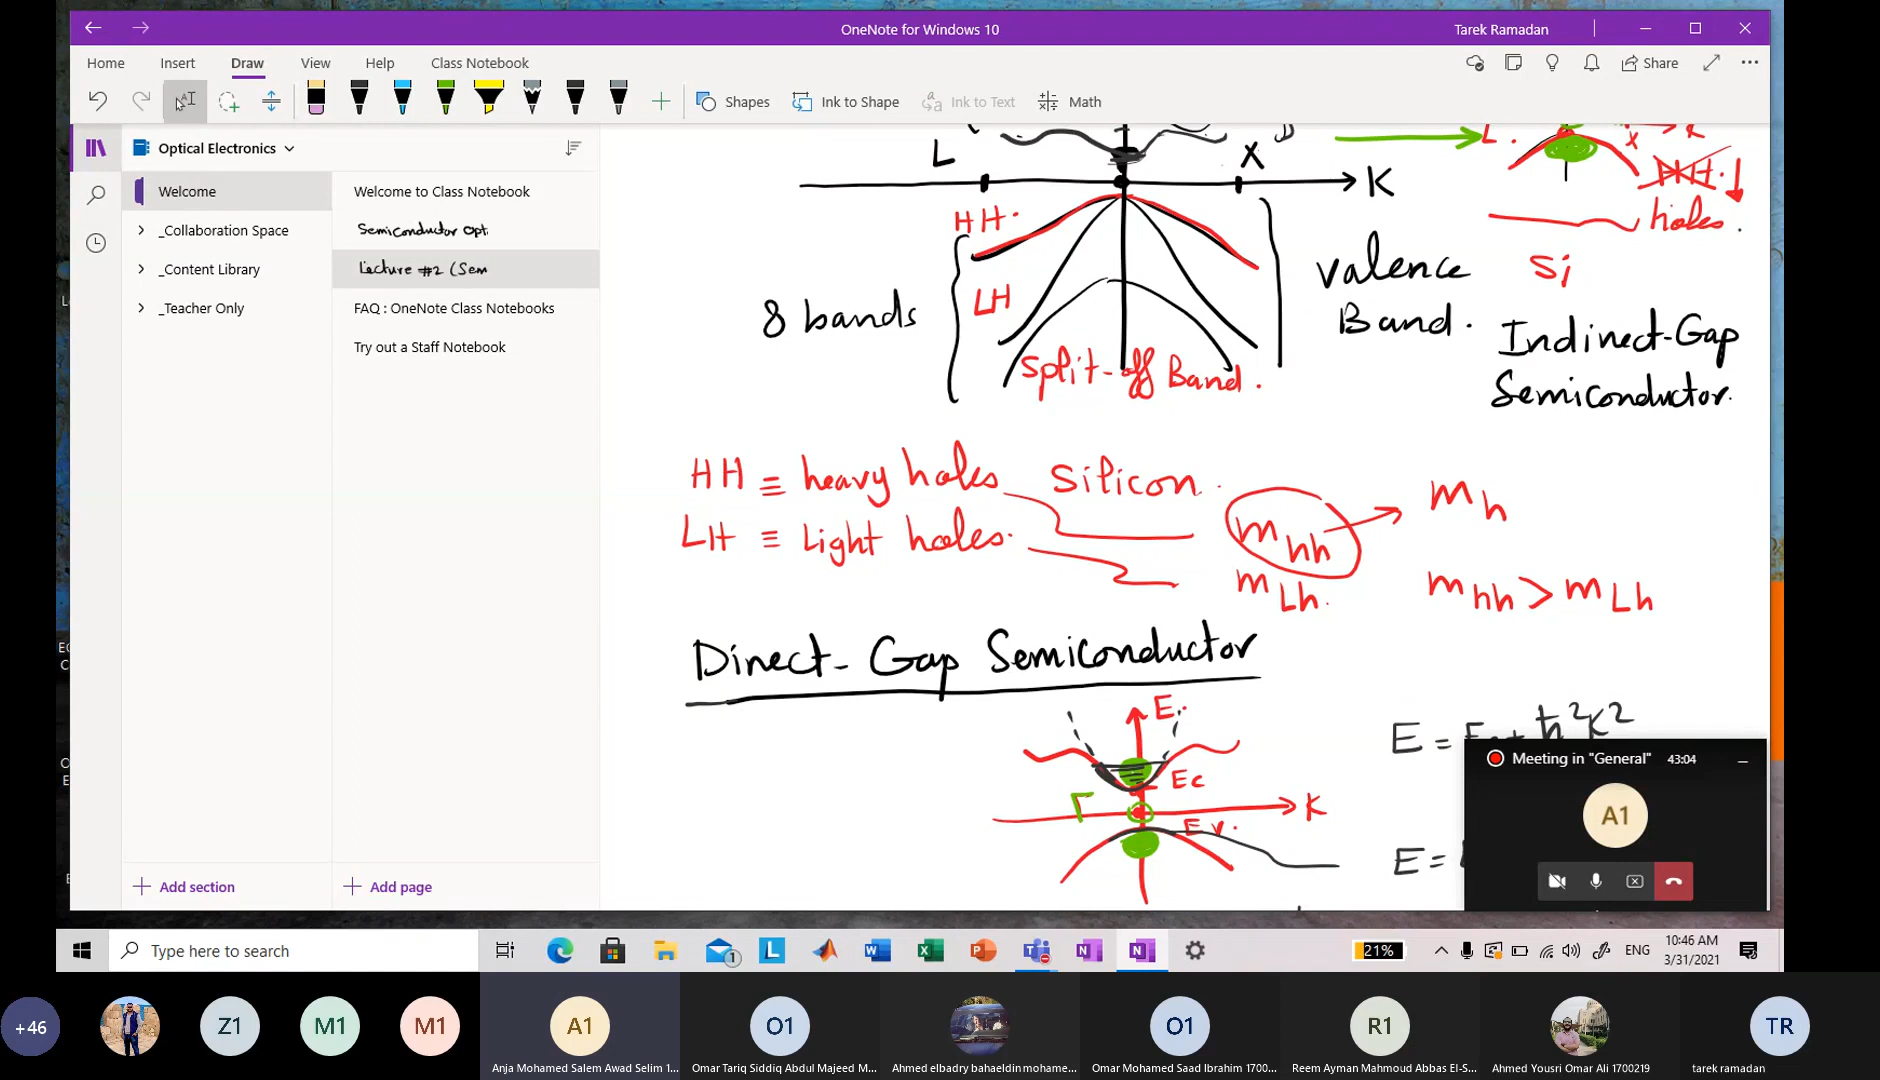 OneNote for Windows 10
Tarek Ramadan
Home Insert Draw View Help Class Notebook
Share
Shapes Ink to Shape Ink to Text Math
Optical Electronics
Welcome
_Collaboration Space
_Content Library
_Teacher Only
Welcome to Class Notebook
Semiconductor Opti
Lecture #2 (Sem
FAQ : OneNote Class Notebooks
Try out a Staff Notebook
Add section
Add page
L X K
HH.
LH
8 bands
Split-off Band.
Valence
Band.
L. X K
holes.
Si
Indirect-Gap
Semiconductor.
HH ≡ heavy holes Silicon.
LH ≡ Light holes.
m hh → m h
m Lh.
m hh > m Lh
Direct-Gap Semiconductor
E.
Ec
Γ K
Ev.
E = ħ²K²
E =
Meeting in "General" 43:04
A1
Type here to search
1
21%
ENG
10:46 AM
3/31/2021
+46
Z1
M1
M1
A1
Anja Mohamed Salem Awad Selim 1...
O1
Omar Tariq Siddiq Abdul Majeed M...
Ahmed elbadry bahaeldin mohame...
O1
Omar Mohamed Saad Ibrahim 1700...
R1
Reem Ayman Mahmoud Abbas El-S...
Ahmed Yousri Omar Ali 1700219
TR
tarek ramadan